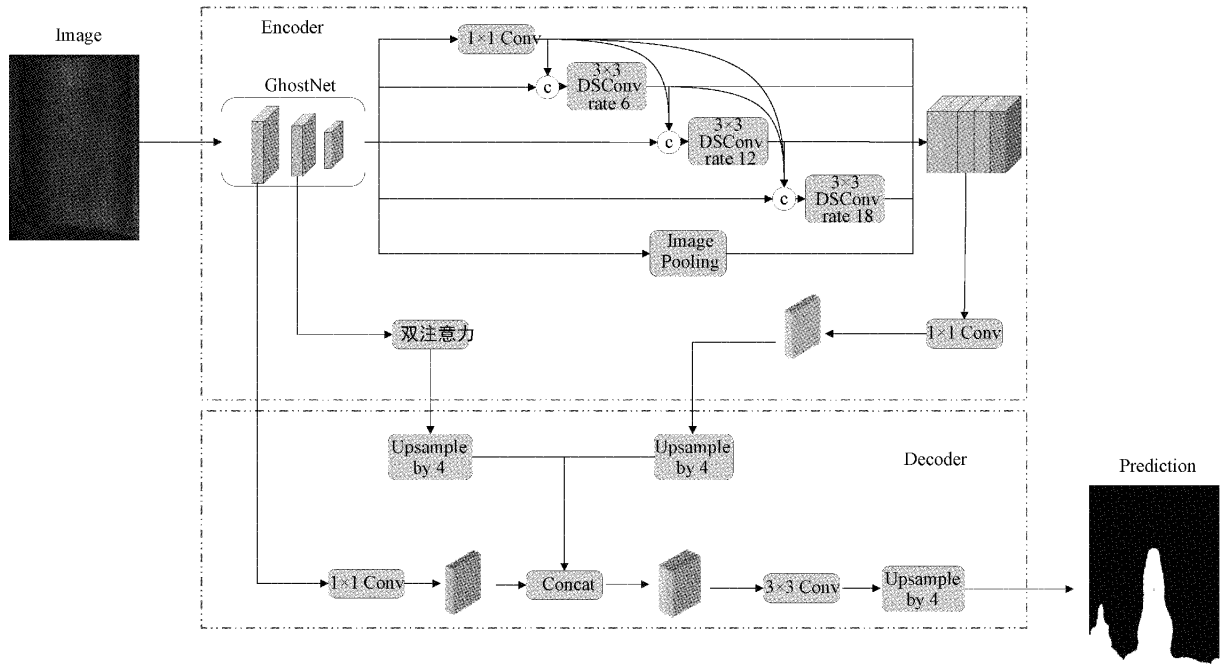 Image
Encoder
GhostNet
1×1 Conv
c
3×3
DSConv
rate 6
c
3×3
DSConv
rate 12
c
3×3
DSConv
rate 18
Image
Pooling
双注意力
1×1 Conv
Upsample
by 4
Upsample
by 4
Decoder
Prediction
1×1 Conv
Concat
3×3 Conv
Upsample
by 4